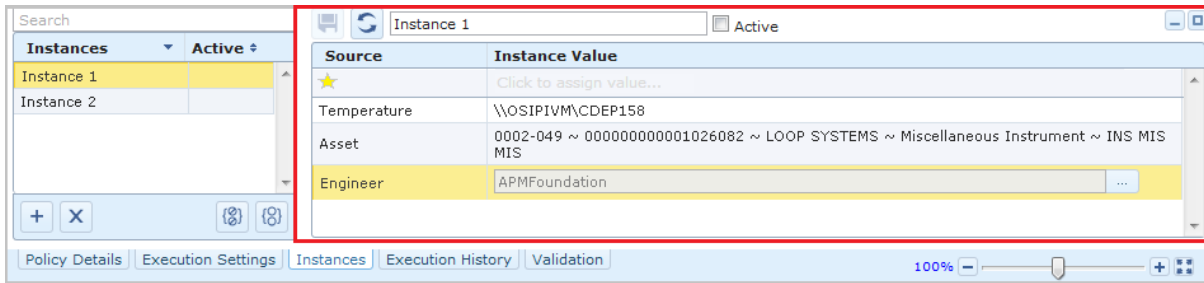 Search
Instances Active
Instance 1
Instance 2
Instance 1 Active
Source Instance Value
Click to assign value...
Temperature \\OSIPIVM\CDEP158
Asset 0002-049 ~ 000000000001026082 ~ LOOP SYSTEMS ~ Miscellaneous Instrument ~ INS MIS
MIS
Engineer APMFoundation ...
Policy Details Execution Settings Instances Execution History Validation
100%